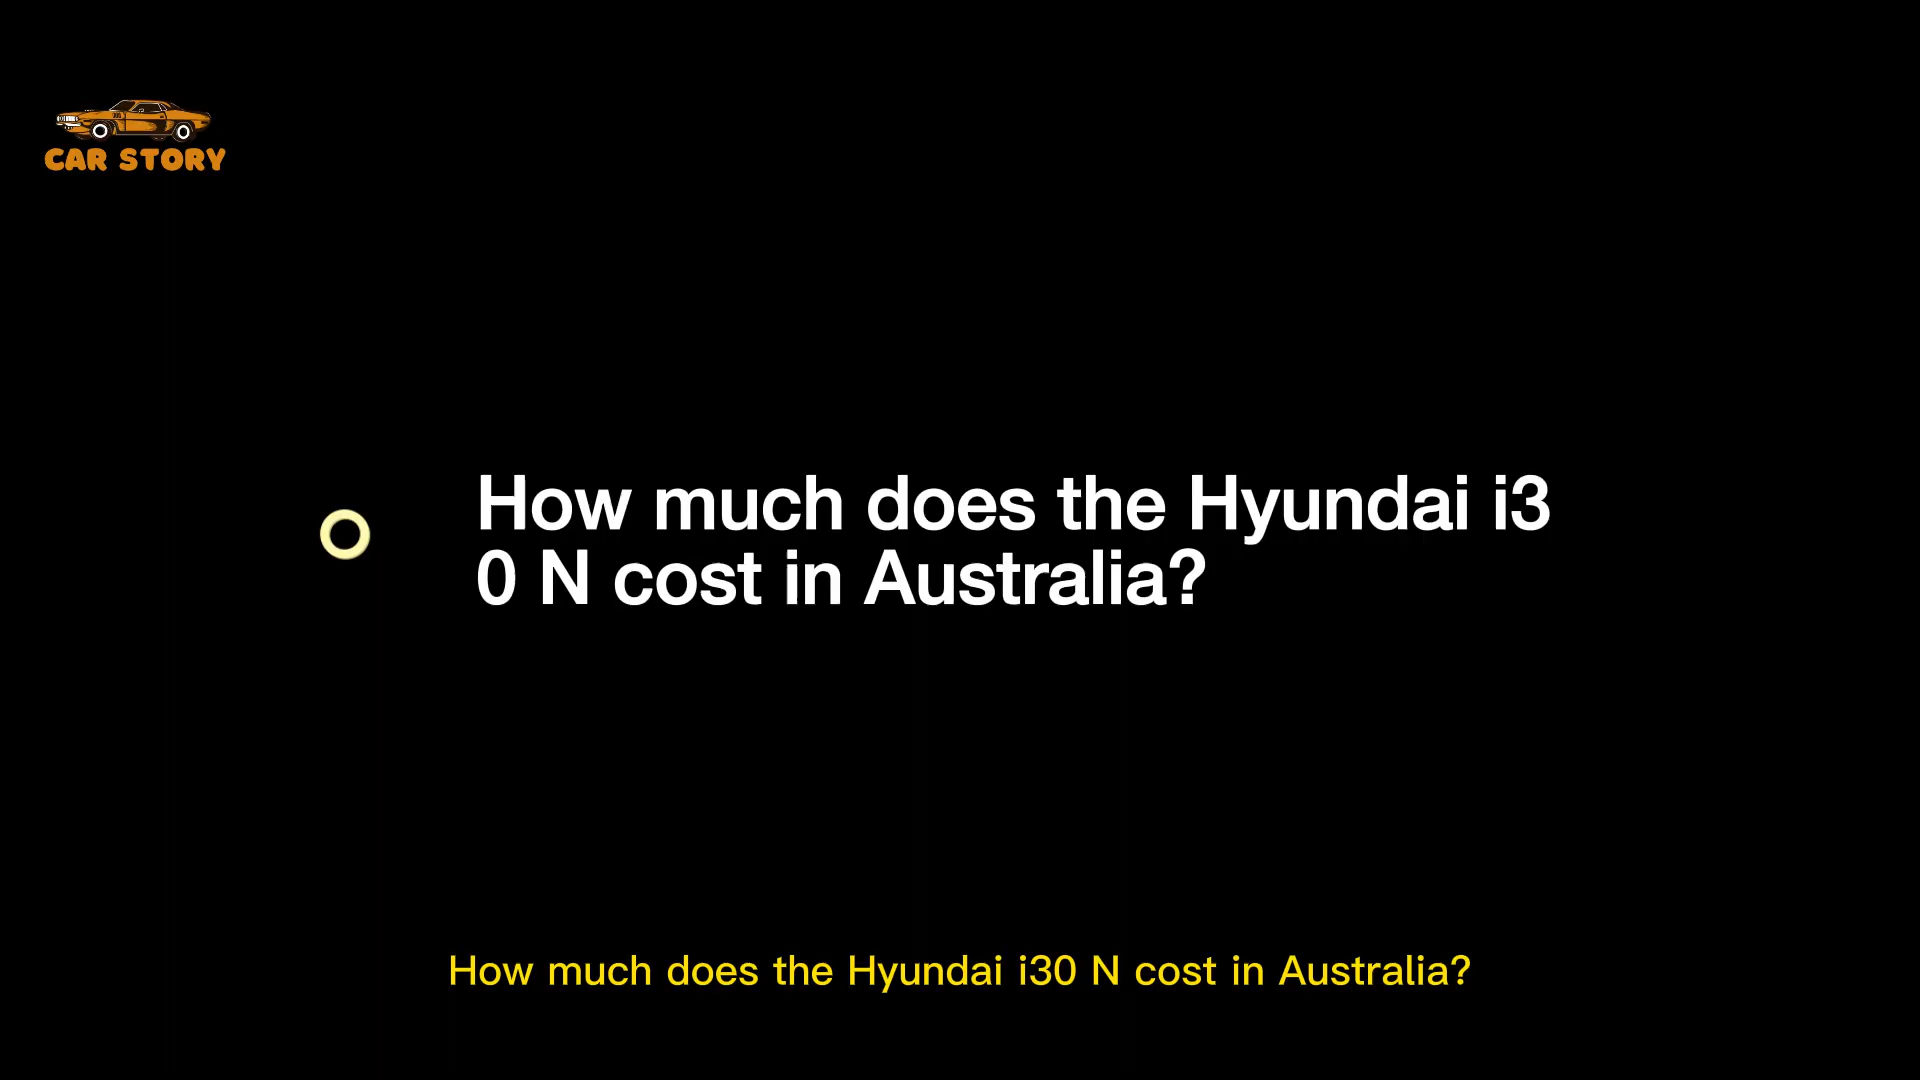 CAR STORY
How much does the Hyundai i3
0 N cost in Australia?
How much does the Hyundai i30 N cost in Australia?